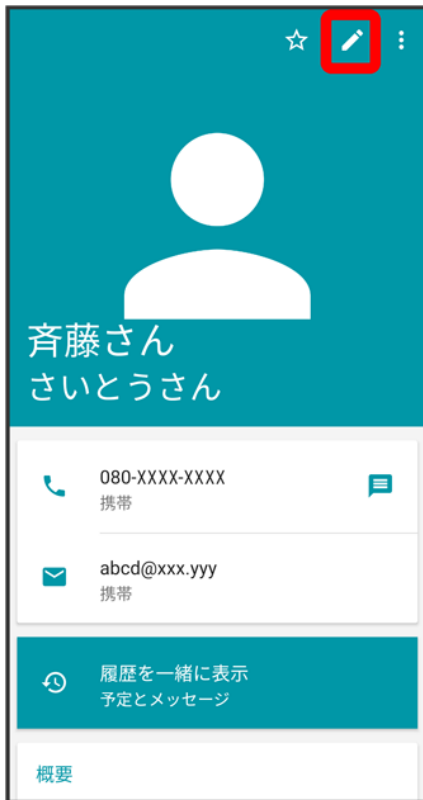 斉藤さん
さいとうさん
080-XXXX-XXXX
携帯
abcd@xxx.yyy
携帯
履歴を一緒に表示
予定とメッセージ
概要